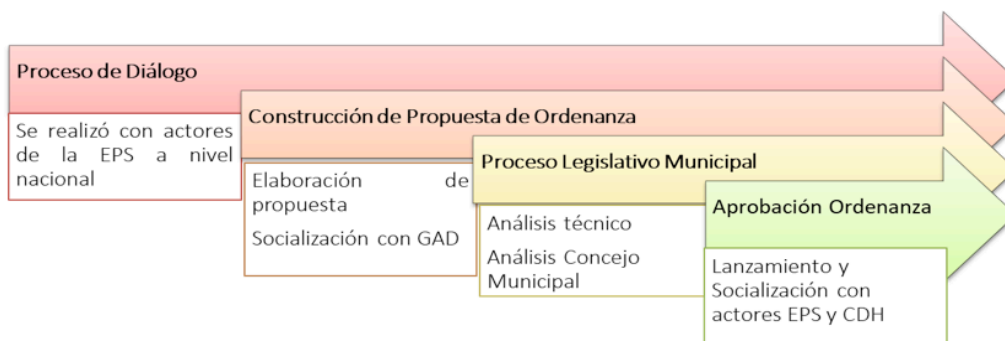 Proceso de Diálogo
Se realizó con actores
de la EPS a nivel
nacional
Construcción de Propuesta de Ordenanza
Elaboración de
propuesta
Socialización con GAD
Proceso Legislativo Municipal
Análisis técnico
Análisis Concejo
Municipal
Aprobación Ordenanza
Lanzamiento y
Socialización con
actores EPS y CDH